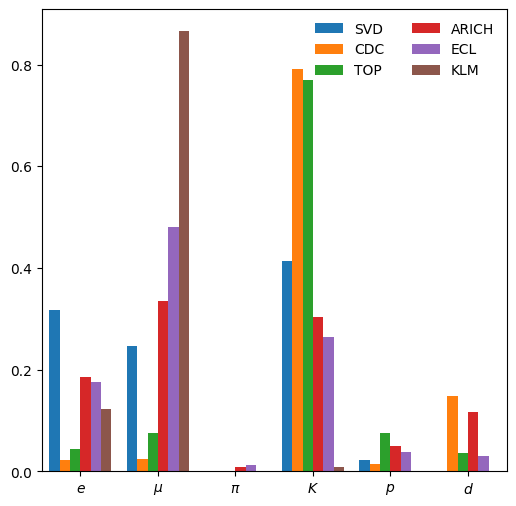 SVD ARICH
CDC ECL
TOP KLM
0.8
0.6
0.4
0.2
0.0
e μ π K p d